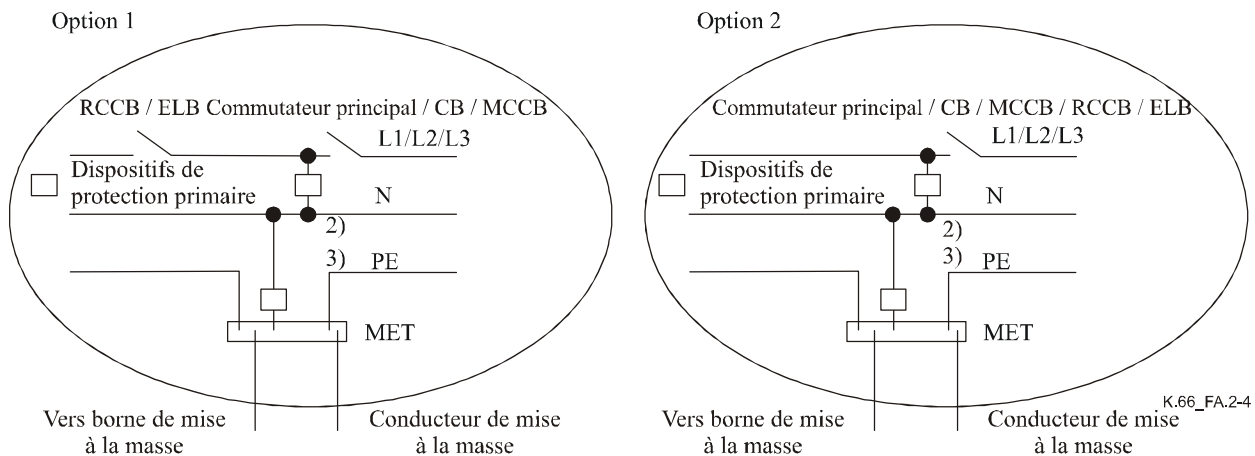 Option 1
RCCB / ELB Commutateur principal / CB / MCCB
L1/L2/L3
Dispositifs de
protection primaire
N
2)
3) PE
MET
Vers borne de mise
à la masse
Conducteur de mise
à la masse
Option 2
Commutateur principal / CB / MCCB / RCCB / ELB
L1/L2/L3
Dispositifs de
protection primaire
N
2)
3) PE
MET
Vers borne de mise
à la masse
Conducteur de mise
à la masse
K.66_FA.2-4